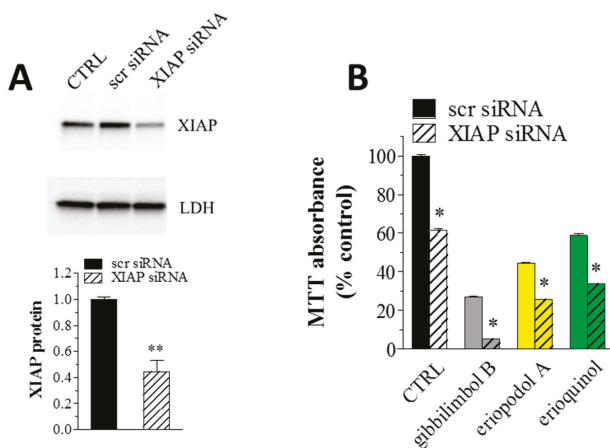 A
CTRL
scr siRNA
XIAP siRNA
XIAP
LDH
scr siRNA
XIAP siRNA
XIAP protein
1.2
1.0
0.8
0.6
0.4
0.2
0.0
**
B
scr siRNA
XIAP siRNA
MTT absorbance
(% control)
100
80
60
40
20
0
*
*
*
*
CTRL
gibbilimbol B
eriopodol A
erioquinol